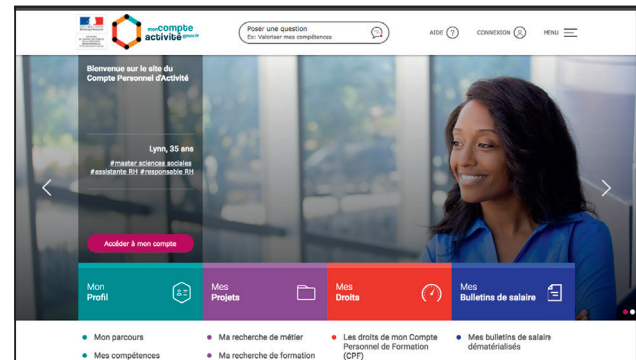 mon compte
activité .gouv.fr
Poser une question
Ex: Valoriser mes compétences
AIDE ?
CONNEXION
MENU
Bienvenue sur le site du
Compte Personnel d'Activité
Lynn, 35 ans
#master sciences sociales
#assistante RH #responsable RH
Accéder à mon compte
Mon
Profil
Mes
Projets
Mes
Droits
Mes
Bulletins de salaire
Mon parcours
Mes compétences
Ma recherche de métier
Ma recherche de formation
Les droits de mon Compte
Personnel de Formation
(CPF)
Mes bulletins de salaire
dématérialisés